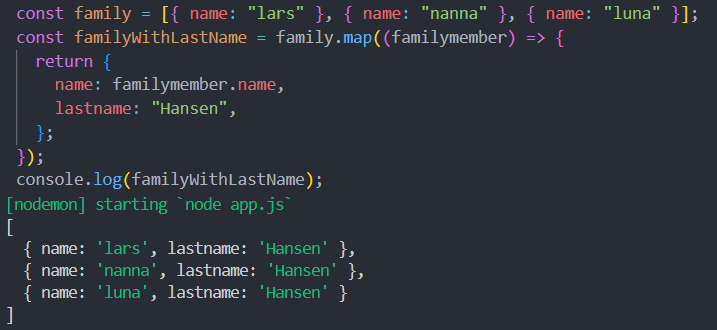 const family = [{ name: "lars" }, { name: "nanna" }, { name: "luna" }];
const familyWithLastName = family.map((familymember) => {
  return {
    name: familymember.name,
    lastname: "Hansen",
  };
});
console.log(familyWithLastName);
[nodemon] starting `node app.js`
[
  { name: 'lars', lastname: 'Hansen' },
  { name: 'nanna', lastname: 'Hansen' },
  { name: 'luna', lastname: 'Hansen' }
]